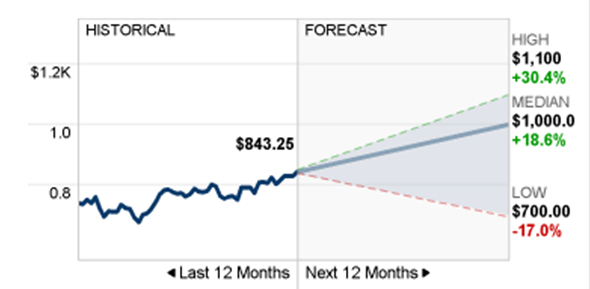 HISTORICAL
FORECAST
HIGH
$1,100
+30.4%
$1.2K
MEDIAN
$1,000.0
+18.6%
1.0
$843.25
0.8
LOW
$700.00
-17.0%
◄ Last 12 Months
Next 12 Months ►